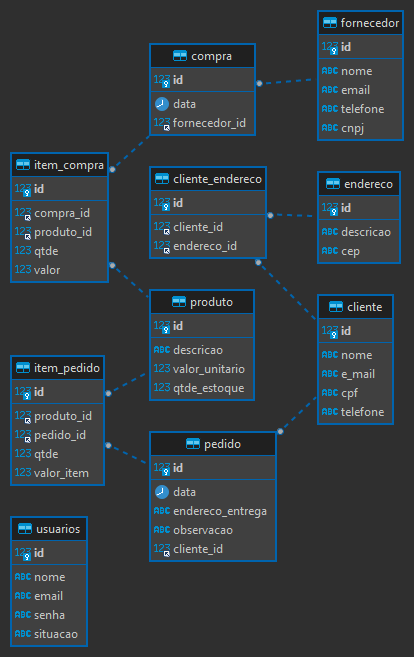 fornecedor
123 id
ABC nome
ABC email
ABC telefone
ABC cnpj
compra
123 id
data
123 fornecedor_id
item_compra
123 id
123 compra_id
123 produto_id
123 qtde
123 valor
cliente_endereco
123 id
123 cliente_id
123 endereco_id
endereco
123 id
ABC descricao
ABC cep
produto
123 id
ABC descricao
123 valor_unitario
123 qtde_estoque
cliente
123 id
ABC nome
ABC e_mail
ABC cpf
ABC telefone
item_pedido
123 id
123 produto_id
123 pedido_id
123 qtde
123 valor_item
pedido
123 id
data
ABC endereco_entrega
ABC observacao
123 cliente_id
usuarios
123 id
ABC nome
ABC email
ABC senha
ABC situacao